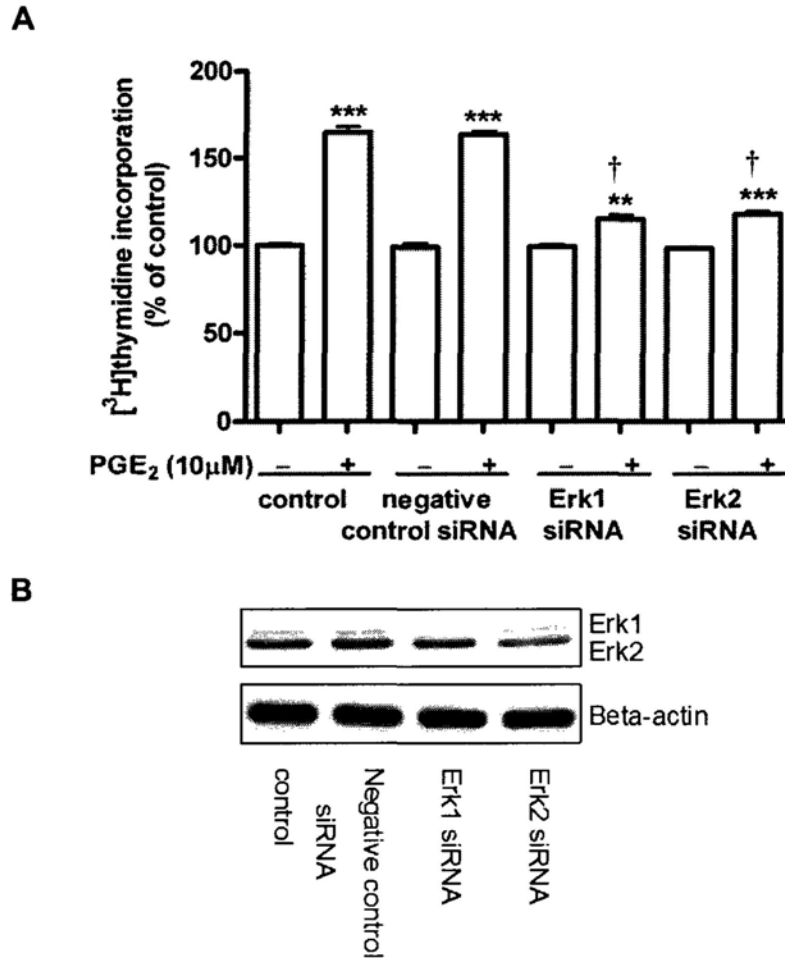 A
200
150
100
50
0
[³H]thymidine incorporation
(% of control)
***
***
†
**
†
***
PGE₂ (10μM) – + – + – + – +
control negative Erk1 Erk2
control siRNA siRNA siRNA
B
Erk1
Erk2
Beta-actin
control
siRNA
Negative control
Erk1 siRNA
Erk2 siRNA